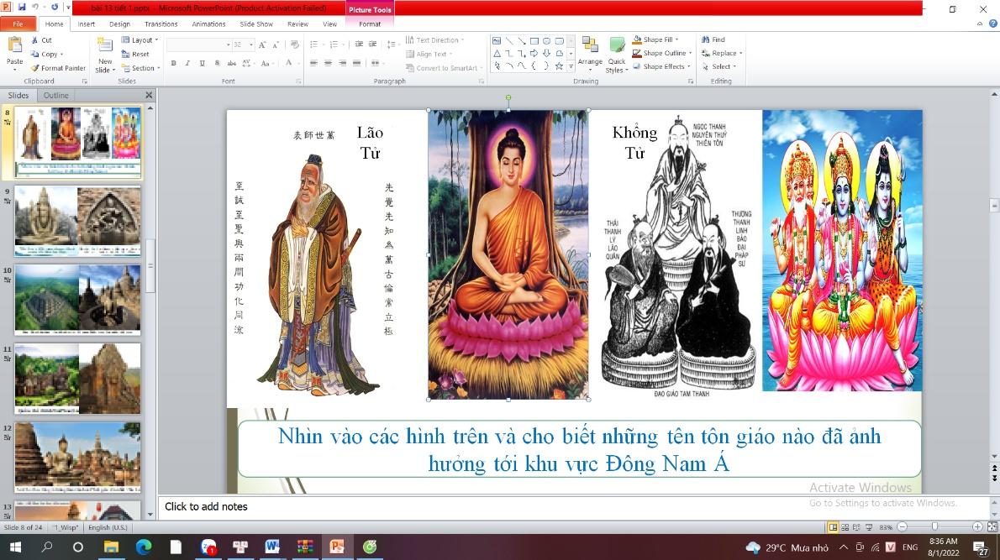 bài 13 tiết 1.pptx - Microsoft PowerPoint (Product Activation Failed)
Picture Tools
File Home Insert Design Transitions Animations Slide Show Review View Format
Paste
Cut
Copy
Format Painter
Clipboard
New
Slide
Layout
Reset
Section
Slides
32
Font
Text Direction
Align Text
Convert to SmartArt
Paragraph
Arrange
Quick
Styles
Shape Fill
Shape Outline
Shape Effects
Drawing
Find
Replace
Select
Editing
Slides Outline
8
9
10
11
12
13
表師世萬
Lão
Tử
至誠至聖與兩間功化同流
先覺先知為萬古倫常立極
Khổng
Tử
NGỌC THANH
NGUYÊN THUỶ
THIÊN TÔN
THÁI
THANH
LÝ
LÃO
QUÂN
THƯỢNG
THANH
LINH
BẢO
ĐẠI
PHÁP
SƯ
ĐẠO GIÁO TAM THANH
Nhìn vào các hình trên và cho biết những tên tôn giáo nào đã ảnh
hưởng tới khu vực Đông Nam Á
Activate Windows
Go to Settings to activate Windows.
Click to add notes
Slide 8 of 24 "1_Wisp" English (U.S.) 83%
29°C Mưa nhỏ ENG
8:36 AM
8/1/2022
27